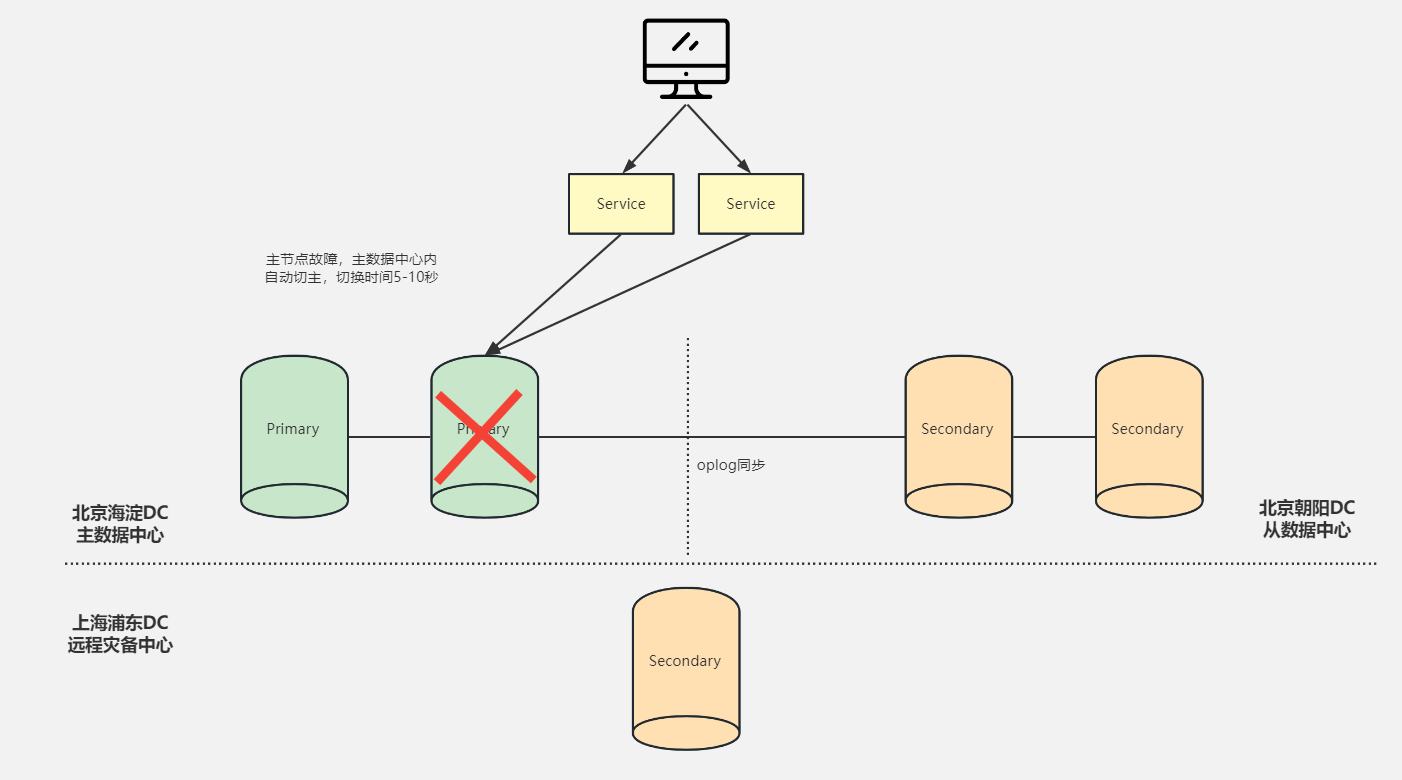 Service
Service
主节点故障，主数据中心内
自动切主，切换时间5-10秒
Primary
Primary
Secondary
Secondary
oplog同步
北京海淀DC
主数据中心
北京朝阳DC
从数据中心
上海浦东DC
远程灾备中心
Secondary